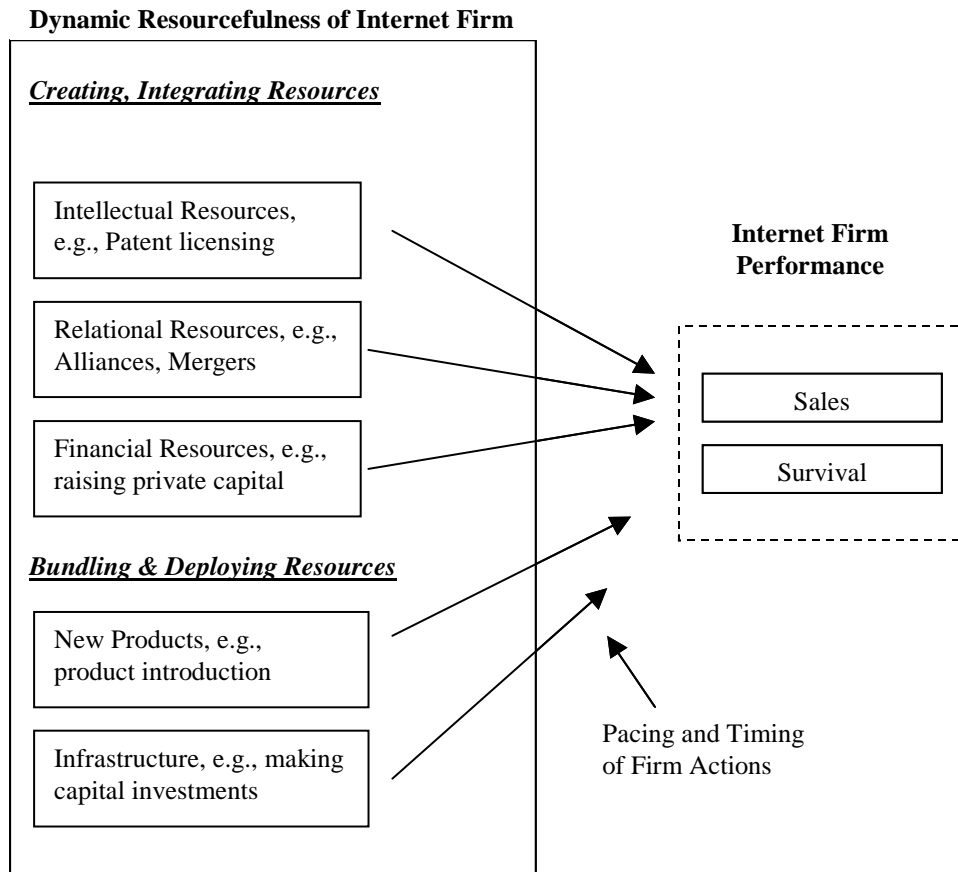 Dynamic Resourcefulness of Internet Firm
Creating, Integrating Resources
Intellectual Resources,
e.g., Patent licensing
Relational Resources, e.g.,
Alliances, Mergers
Financial Resources, e.g.,
raising private capital
Bundling & Deploying Resources
New Products, e.g.,
product introduction
Infrastructure, e.g., making
capital investments
Internet Firm
Performance
Sales
Survival
Pacing and Timing
of Firm Actions